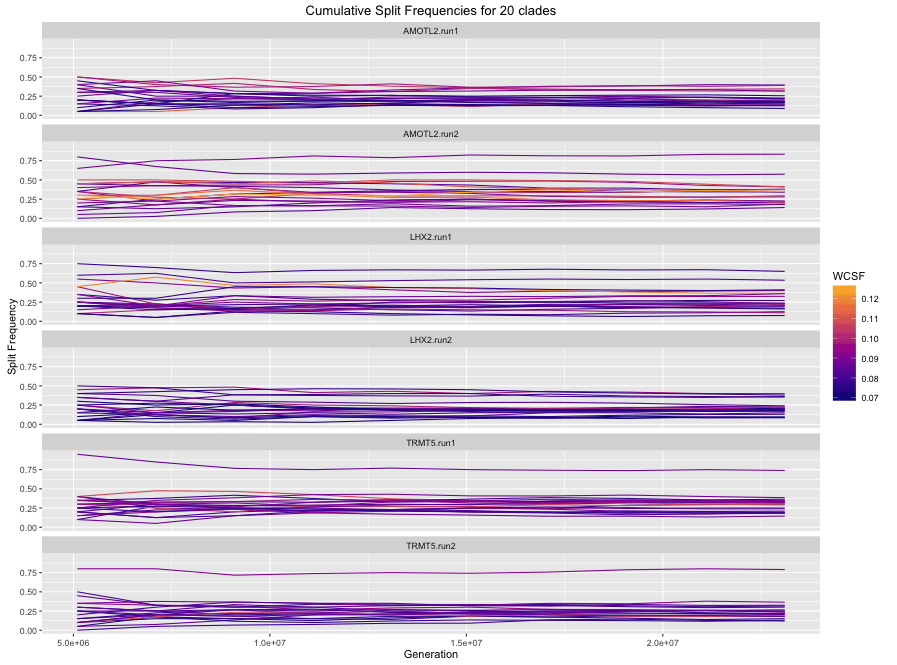 Cumulative Split Frequencies for 20 clades
AMOTL2.run1
0.75
0.50
0.25
0.00
AMOTL2.run2
0.75
0.50
0.25
0.00
LHX2.run1
0.75
0.50
0.25
0.00
LHX2.run2
0.75
0.50
0.25
0.00
TRMT5.run1
0.75
0.50
0.25
0.00
TRMT5.run2
0.75
0.50
0.25
0.00
Split Frequency
5.0e+06
1.0e+07
1.5e+07
2.0e+07
Generation
WCSF
0.12
0.11
0.10
0.09
0.08
0.07